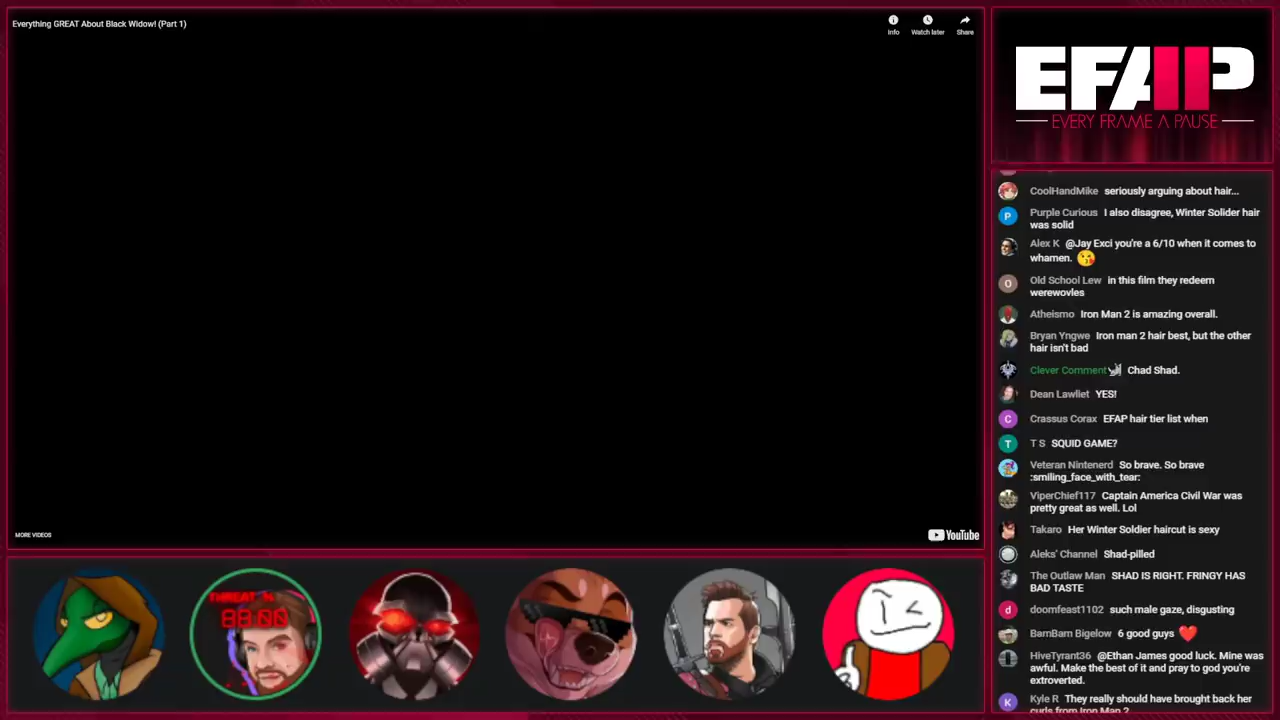 Everything GREAT About Black Widow! (Part 1)
Info
Watch later
Share
MORE VIDEOS
YouTube
THREAT
88:00
EFAP
EVERY FRAME A PAUSE
CoolHandMike seriously arguing about hair...
P
Purple Curious I also disagree, Winter Solider hair
was solid
Alex K @Jay Exci you're a 6/10 when it comes to
whamen. 😘
O
Old School Lew in this film they redeem
werewovles
Atheismo Iron Man 2 is amazing overall.
Bryan Yngwe Iron man 2 hair best, but the other
hair isn't bad
Clever Comment Chad Shad.
Dean Lawliet YES!
C
Crassus Corax EFAP hair tier list when
T
T S SQUID GAME?
Veteran Nintenerd So brave. So brave
:smiling_face_with_tear:
ViperChief117 Captain America Civil War was
pretty great as well. Lol
Takaro Her Winter Soldier haircut is sexy
Aleks' Channel Shad-pilled
The Outlaw Man SHAD IS RIGHT. FRINGY HAS
BAD TASTE
d
doomfeast1102 such male gaze, disgusting
BamBam Bigelow 6 good guys ❤️
HiveTyrant36 @Ethan James good luck. Mine was
awful. Make the best of it and pray to god you're
extroverted.
K
Kyle R They really should have brought back her
curls from Iron Man 2